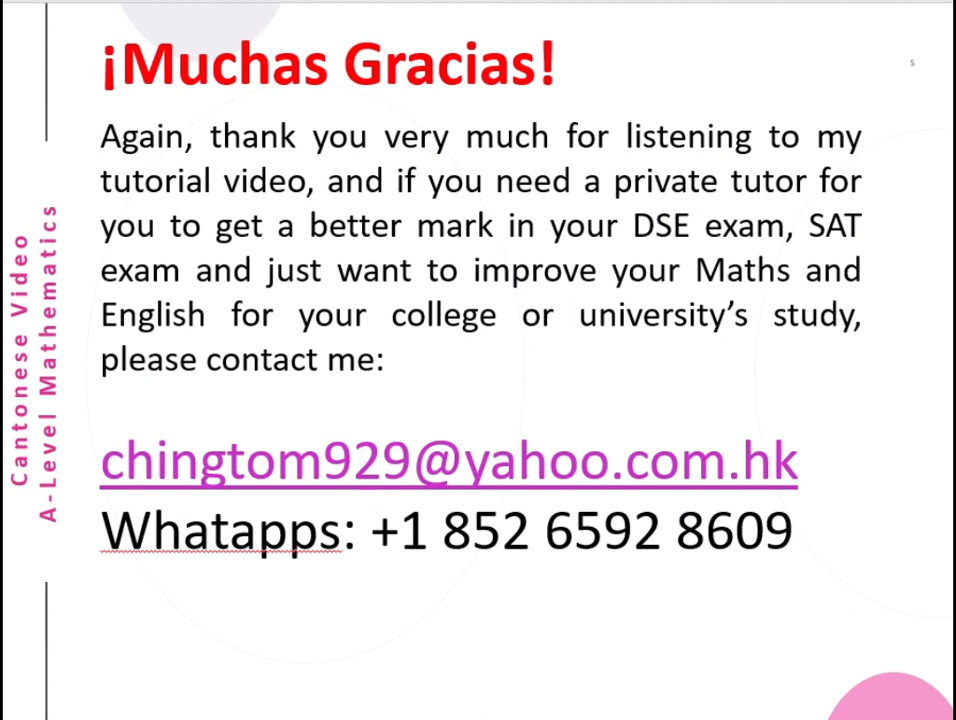 ¡Muchas Gracias!
5
Again, thank you very much for listening to my
tutorial video, and if you need a private tutor for
you to get a better mark in your DSE exam, SAT
exam and just want to improve your Maths and
English for your college or university’s study,
please contact me:
chingtom929@yahoo.com.hk
Whatapps: +1 852 6592 8609
Cantonese Video
A-Level Mathematics